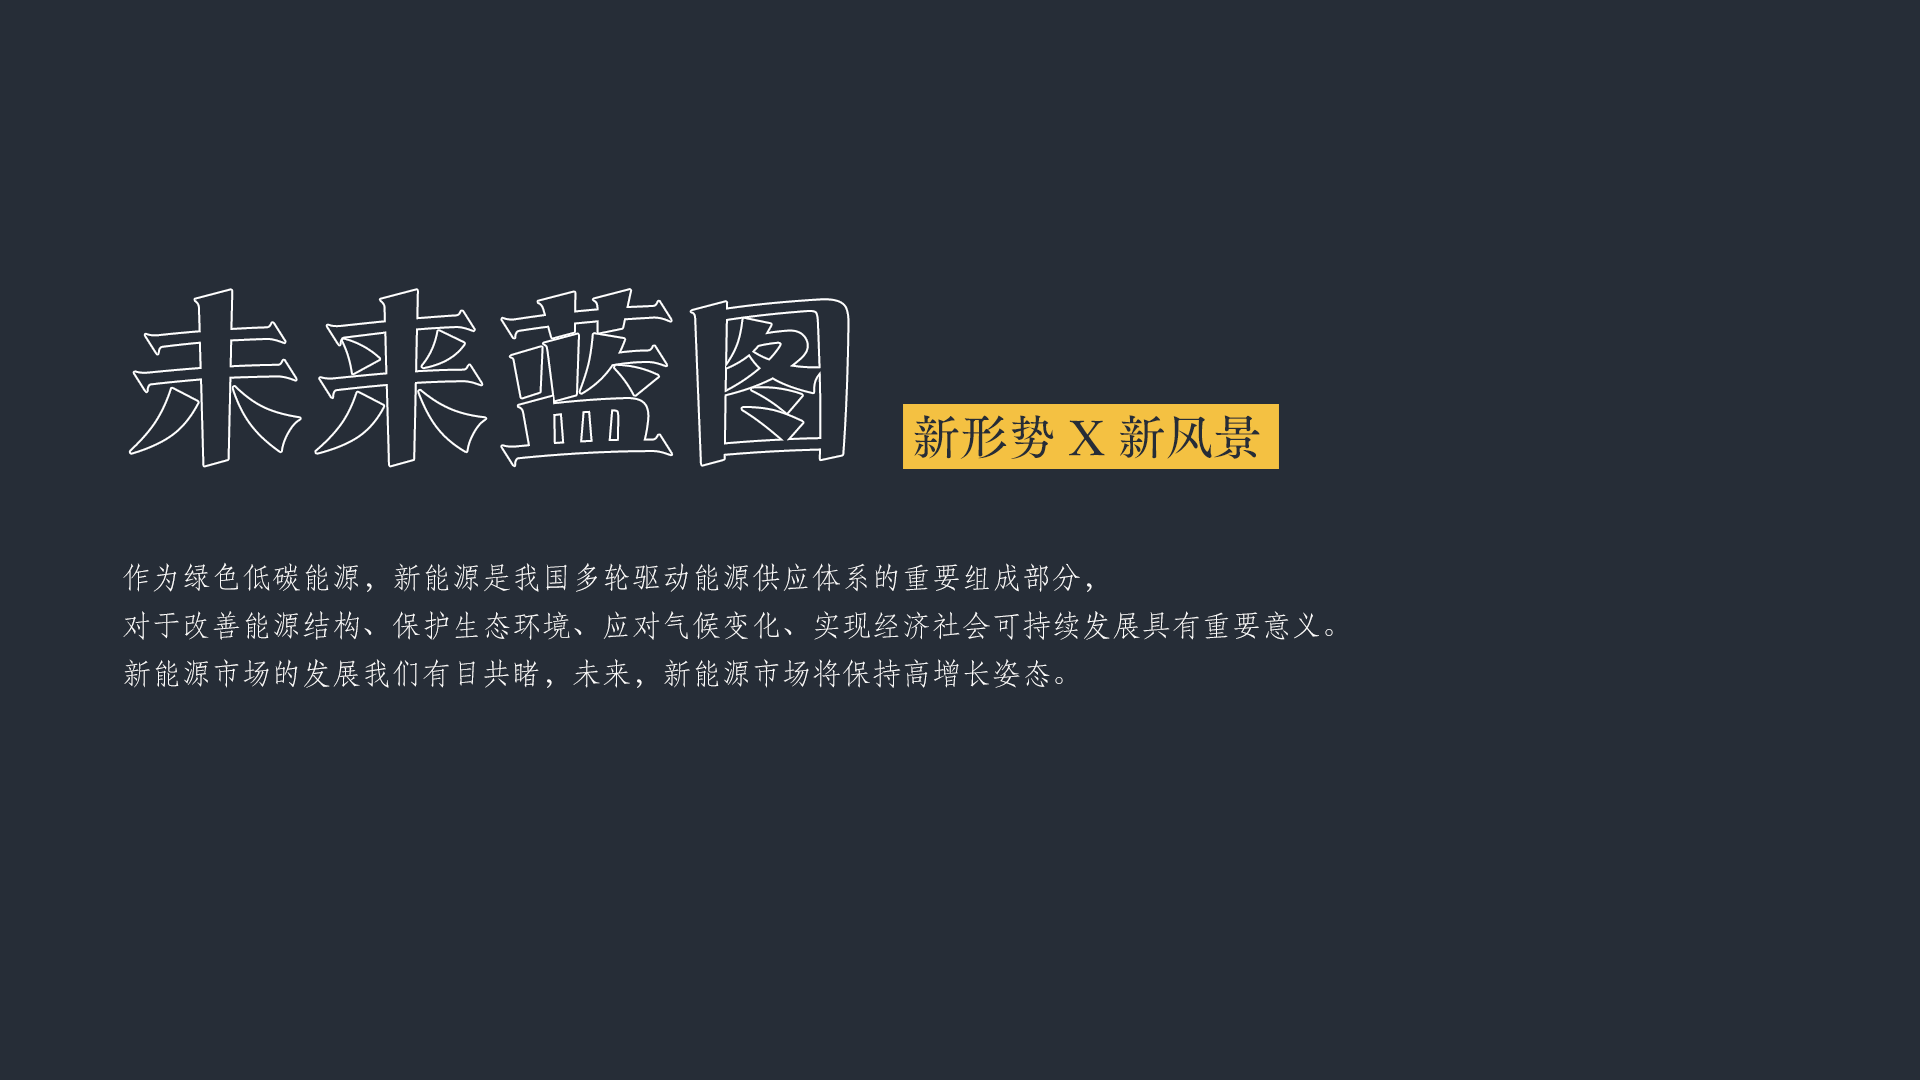 未来蓝图
新形势 X 新风景
作为绿色低碳能源，新能源是我国多轮驱动能源供应体系的重要组成部分，
对于改善能源结构、保护生态环境、应对气候变化、实现经济社会可持续发展具有重要意义。
新能源市场的发展我们有目共睹，未来，新能源市场将保持高增长姿态。